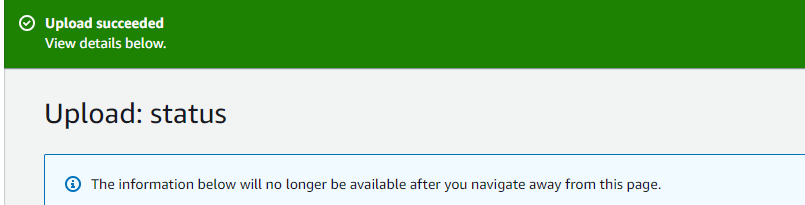 Upload succeeded
View details below.
Upload: status
The information below will no longer be available after you navigate away from this page.